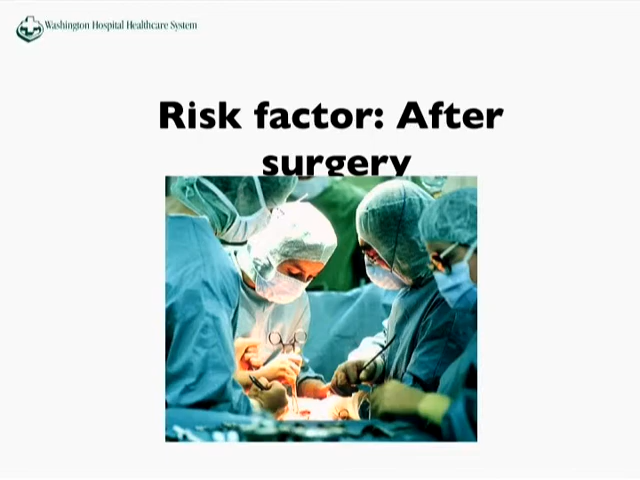 Washington Hospital Healthcare System
Risk factor: After
surgery